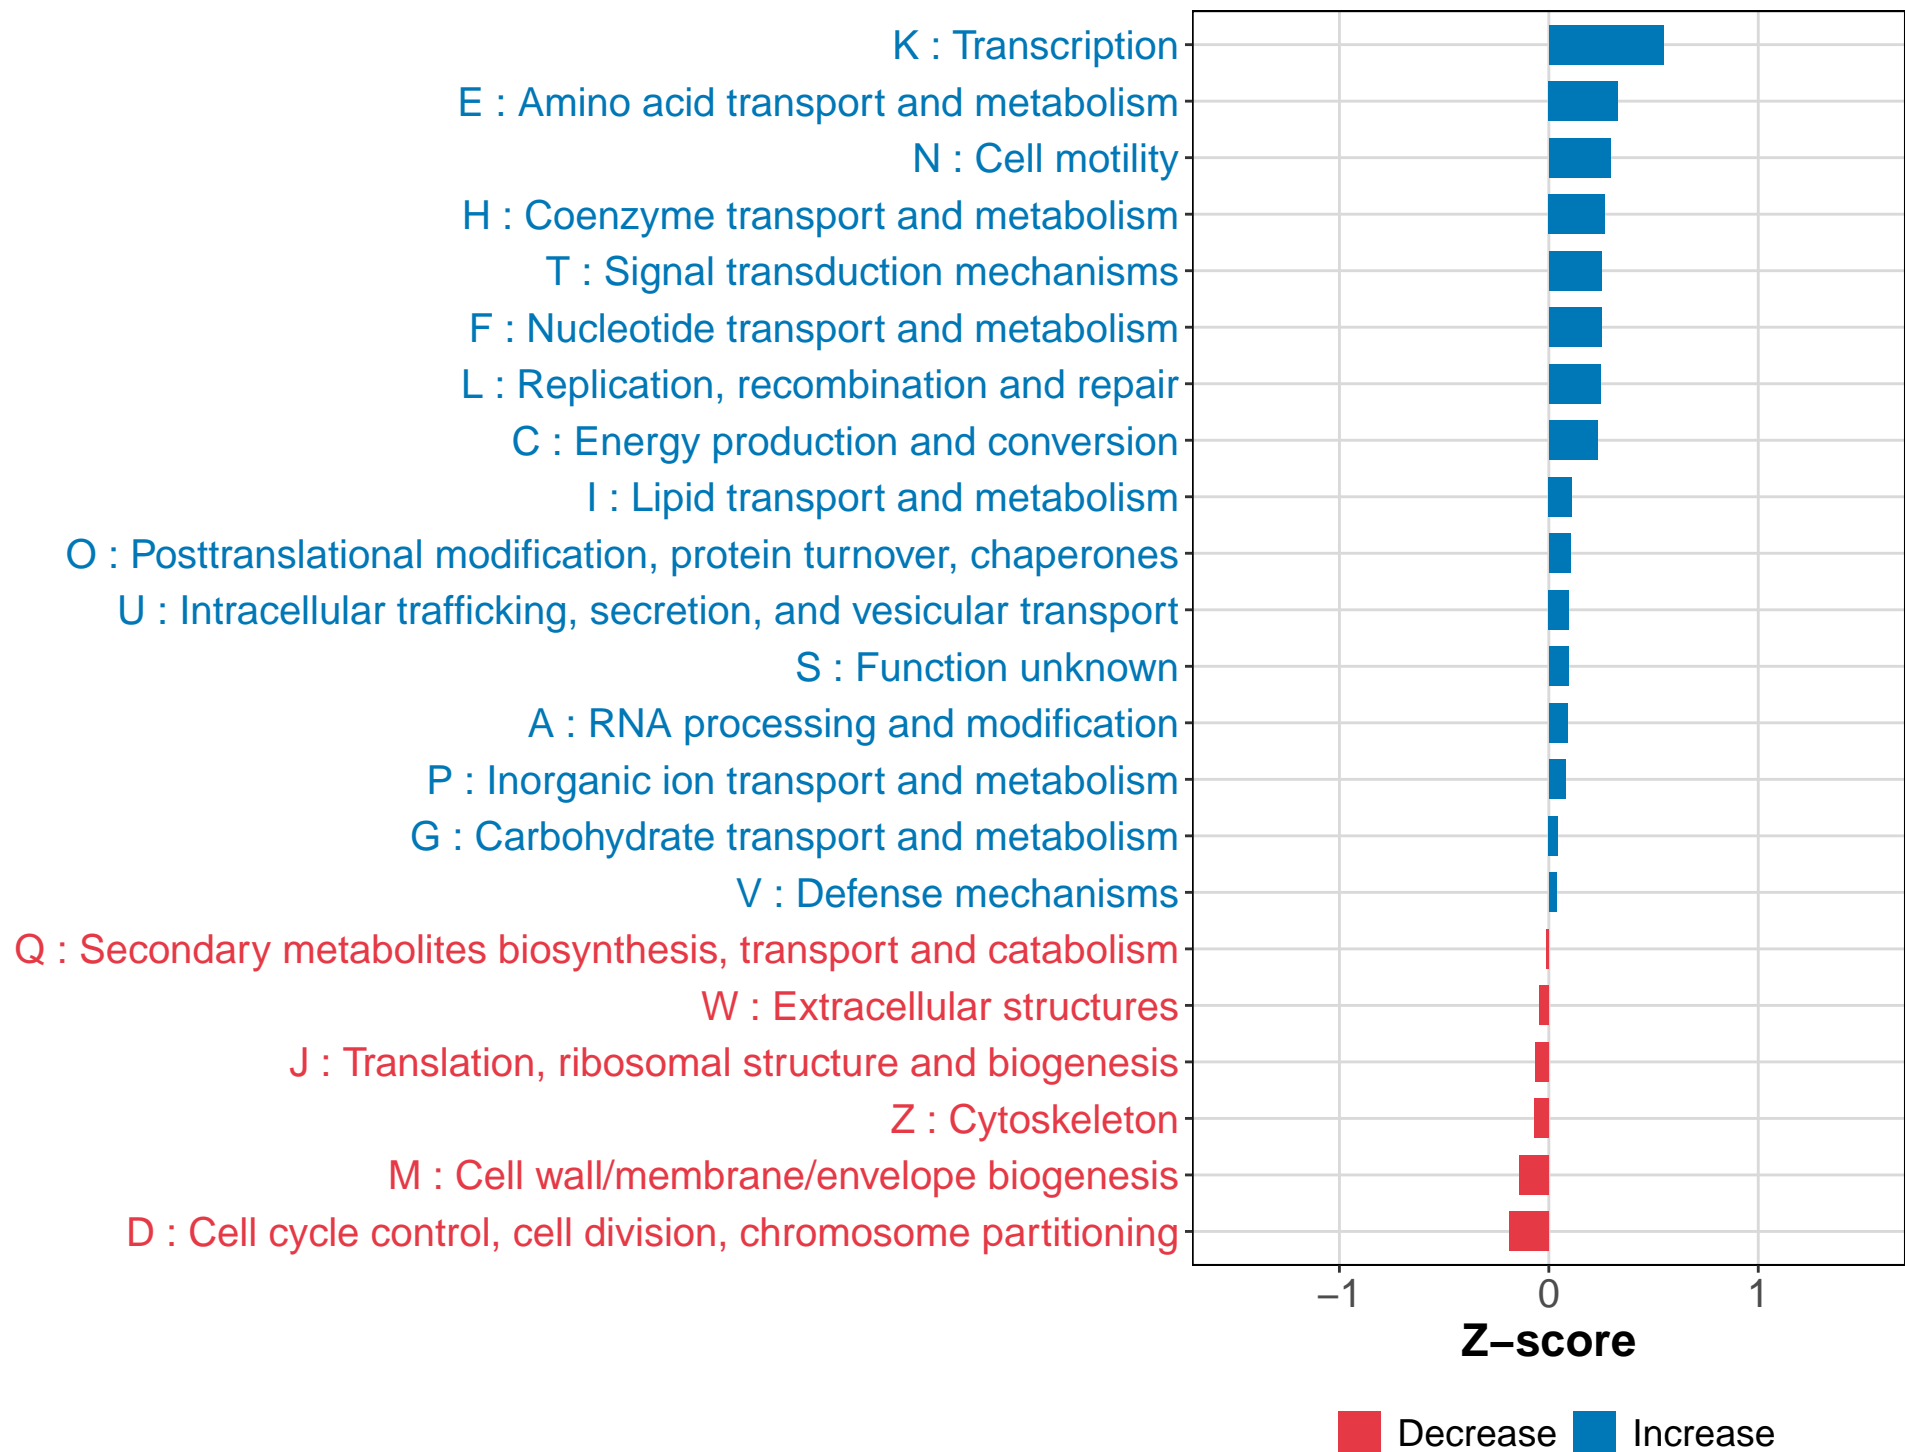 K : Transcription
E : Amino acid transport and metabolism
N : Cell motility
H : Coenzyme transport and metabolism
T : Signal transduction mechanisms
F : Nucleotide transport and metabolism
L : Replication, recombination and repair
C : Energy production and conversion
I : Lipid transport and metabolism
O : Posttranslational modification, protein turnover, chaperones
U : Intracellular trafficking, secretion, and vesicular transport
S : Function unknown
A : RNA processing and modification
P : Inorganic ion transport and metabolism
G : Carbohydrate transport and metabolism
V : Defense mechanisms
Q : Secondary metabolites biosynthesis, transport and catabolism
W : Extracellular structures
J : Translation, ribosomal structure and biogenesis
Z : Cytoskeleton
M : Cell wall/membrane/envelope biogenesis
D : Cell cycle control, cell division, chromosome partitioning
−1 0 1
Z−score
Decrease Increase